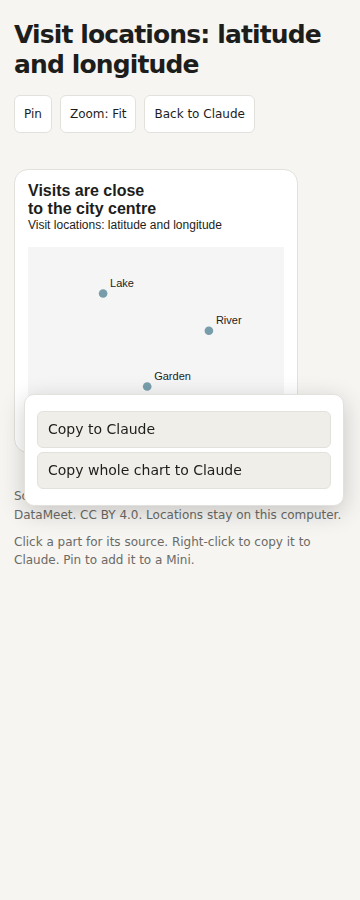 Visit locations: latitude
and longitude
Pin
Zoom: Fit
Back to Claude
Visits are close
to the city centre
Visit locations: latitude and longitude
Lake
River
Garden
Copy to Claude
Copy whole chart to Claude
DataMeet. CC BY 4.0. Locations stay on this computer.
Click a part for its source. Right-click to copy it to
Claude. Pin to add it to a Mini.